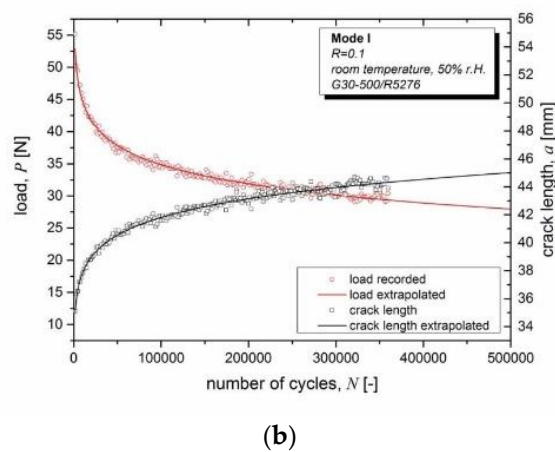 Mode I
R=0.1
room temperature, 50% r.H.
G30-500/R5276
load, P [N]
55
50
45
40
35
30
25
20
15
10
crack length, a [mm]
56
54
52
50
48
46
44
42
40
38
36
34
load recorded
load extrapolated
crack length
crack length extrapolated
0 100000 200000 300000 400000 500000
number of cycles, N [-]
(b)